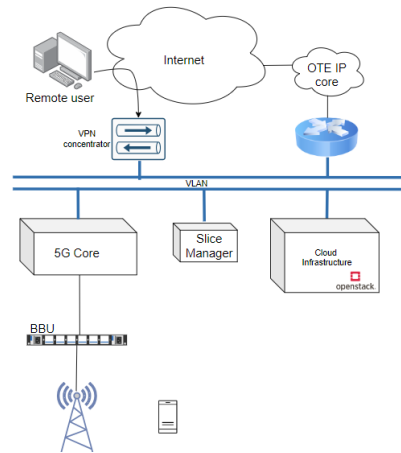 Internet
OTE IP
core
Remote user
VPN
concentrator
VLAN
5G Core
Slice
Manager
Cloud
Infrastructure
openstack.
BBU